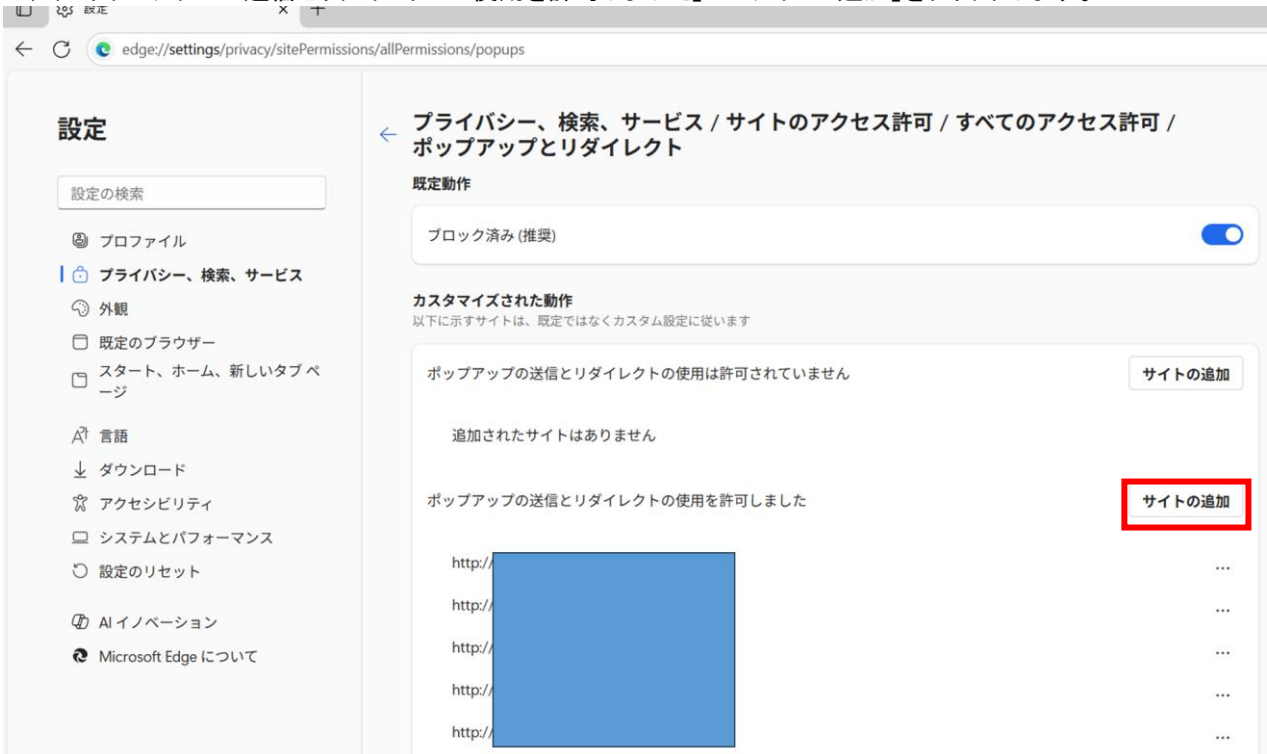 設定
edge://settings/privacy/sitePermissions/allPermissions/popups
設定
設定の検索
プロファイル
プライバシー、検索、サービス
外観
既定のブラウザー
スタート、ホーム、新しいタブ ペ
ージ
言語
ダウンロード
アクセシビリティ
システムとパフォーマンス
設定のリセット
AI イノベーション
Microsoft Edge について
プライバシー、検索、サービス / サイトのアクセス許可 / すべてのアクセス許可 /
ポップアップとリダイレクト
既定動作
ブロック済み (推奨)
カスタマイズされた動作
以下に示すサイトは、既定ではなくカスタム設定に従います
ポップアップの送信とリダイレクトの使用は許可されていません
サイトの追加
追加されたサイトはありません
ポップアップの送信とリダイレクトの使用を許可しました
サイトの追加
http://
http://
http://
http://
http://